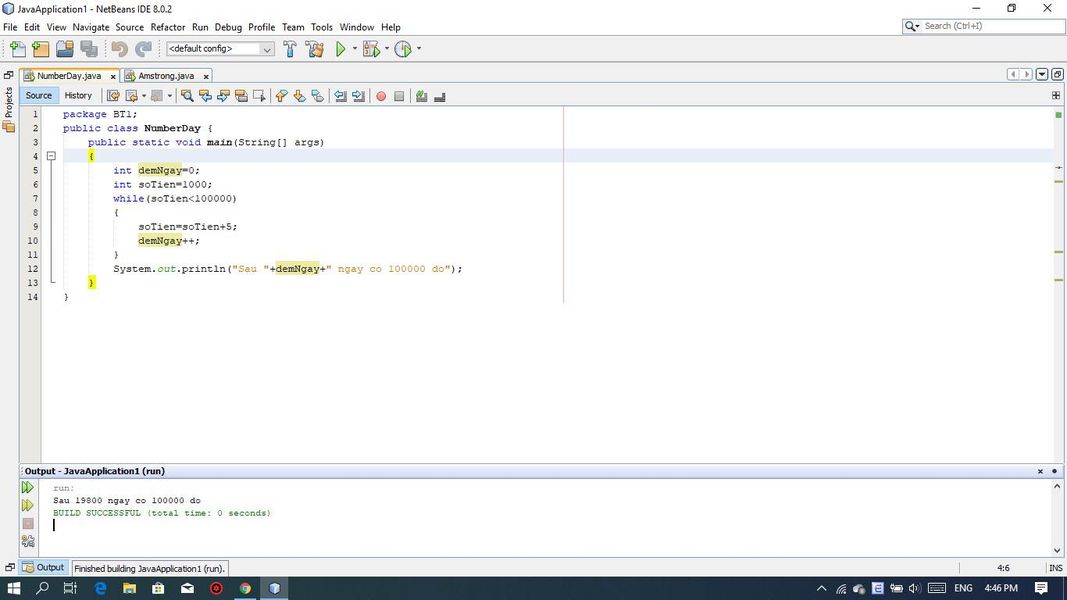 JavaApplication1 - NetBeans IDE 8.0.2
File Edit View Navigate Source Refactor Run Debug Profile Team Tools Window Help
Search (Ctrl+I)
<default config>
NumberDay.java x Amstrong.java x
Projects
Source History
1 package BT1;
2 public class NumberDay {
3 public static void main(String[] args)
4 {
5 int demNgay=0;
6 int soTien=1000;
7 while(soTien<100000)
8 {
9 soTien=soTien+5;
10 demNgay++;
11 }
12 System.out.println("Sau "+demNgay+" ngay co 100000 do");
13 }
14 }
Output - JavaApplication1 (run)
run:
Sau 19800 ngay co 100000 do
BUILD SUCCESSFUL (total time: 0 seconds)
Output Finished building JavaApplication1 (run). 4:6 INS
ENG 4:46 PM